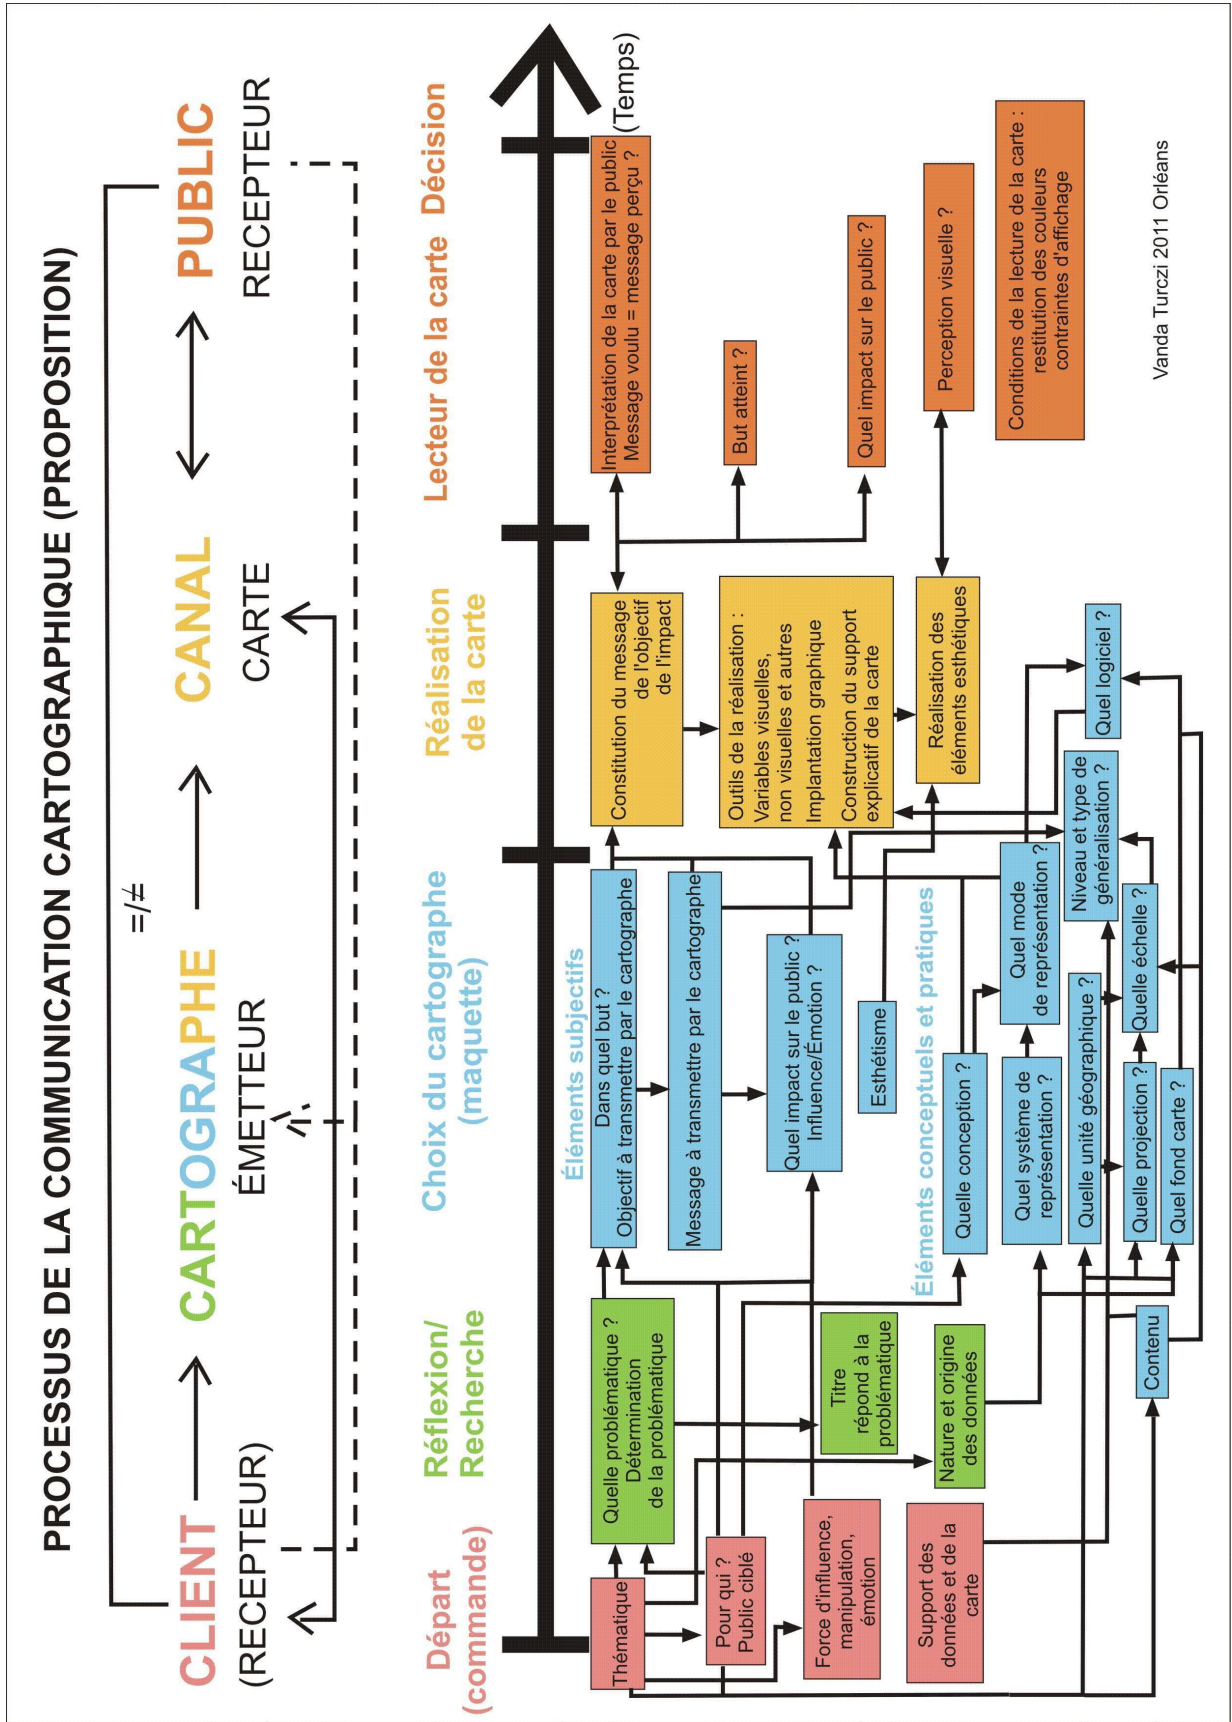 PROCESSUS DE LA COMMUNICATION CARTOGRAPHIQUE (PROPOSITION)
=/≠
CLIENT
(RECEPTEUR)
CARTOGRAPHE
ÉMETTEUR
CANAL
CARTE
PUBLIC
RECEPTEUR
Départ
(commande)
Réflexion/
Recherche
Choix du cartographe
(maquette)
Réalisation
de la carte
Lecteur de la carte
Décision
(Temps)
Thématique
Pour qui ?
Public ciblé
Force d'influence,
manipulation,
émotion
Support des
données et de la
carte
Quelle problématique ?
Détermination
de la problématique
Titre
répond à la
problématique
Nature et origine
des données
Éléments subjectifs
Dans quel but ?
Objectif à transmettre par le cartographe
Message à transmettre par le cartographe
Quel impact sur le public ?
Influence/Émotion ?
Esthétisme
Éléments conceptuels et pratiques
Quelle conception ?
Quel système de
représentation ?
Quel mode
de représentation ?
Quelle unité géographique ?
Niveau et type de
généralisation ?
Quelle projection ?
Quelle échelle ?
Quel fond carte ?
Quel logiciel ?
Contenu
Constitution du message
de l'objectif
de l'impact
Outils de la réalisation :
Variables visuelles,
non visuelles et autres
Implantation graphique
Construction du support
explicatif de la carte
Réalisation des
éléments esthétiques
Interprétation de la carte par le public
Message voulu = message perçu ?
But atteint ?
Quel impact sur le public ?
Perception visuelle ?
Conditions de la lecture de la carte :
restitution des couleurs
contraintes d'affichage
Vanda Turczi 2011 Orléans